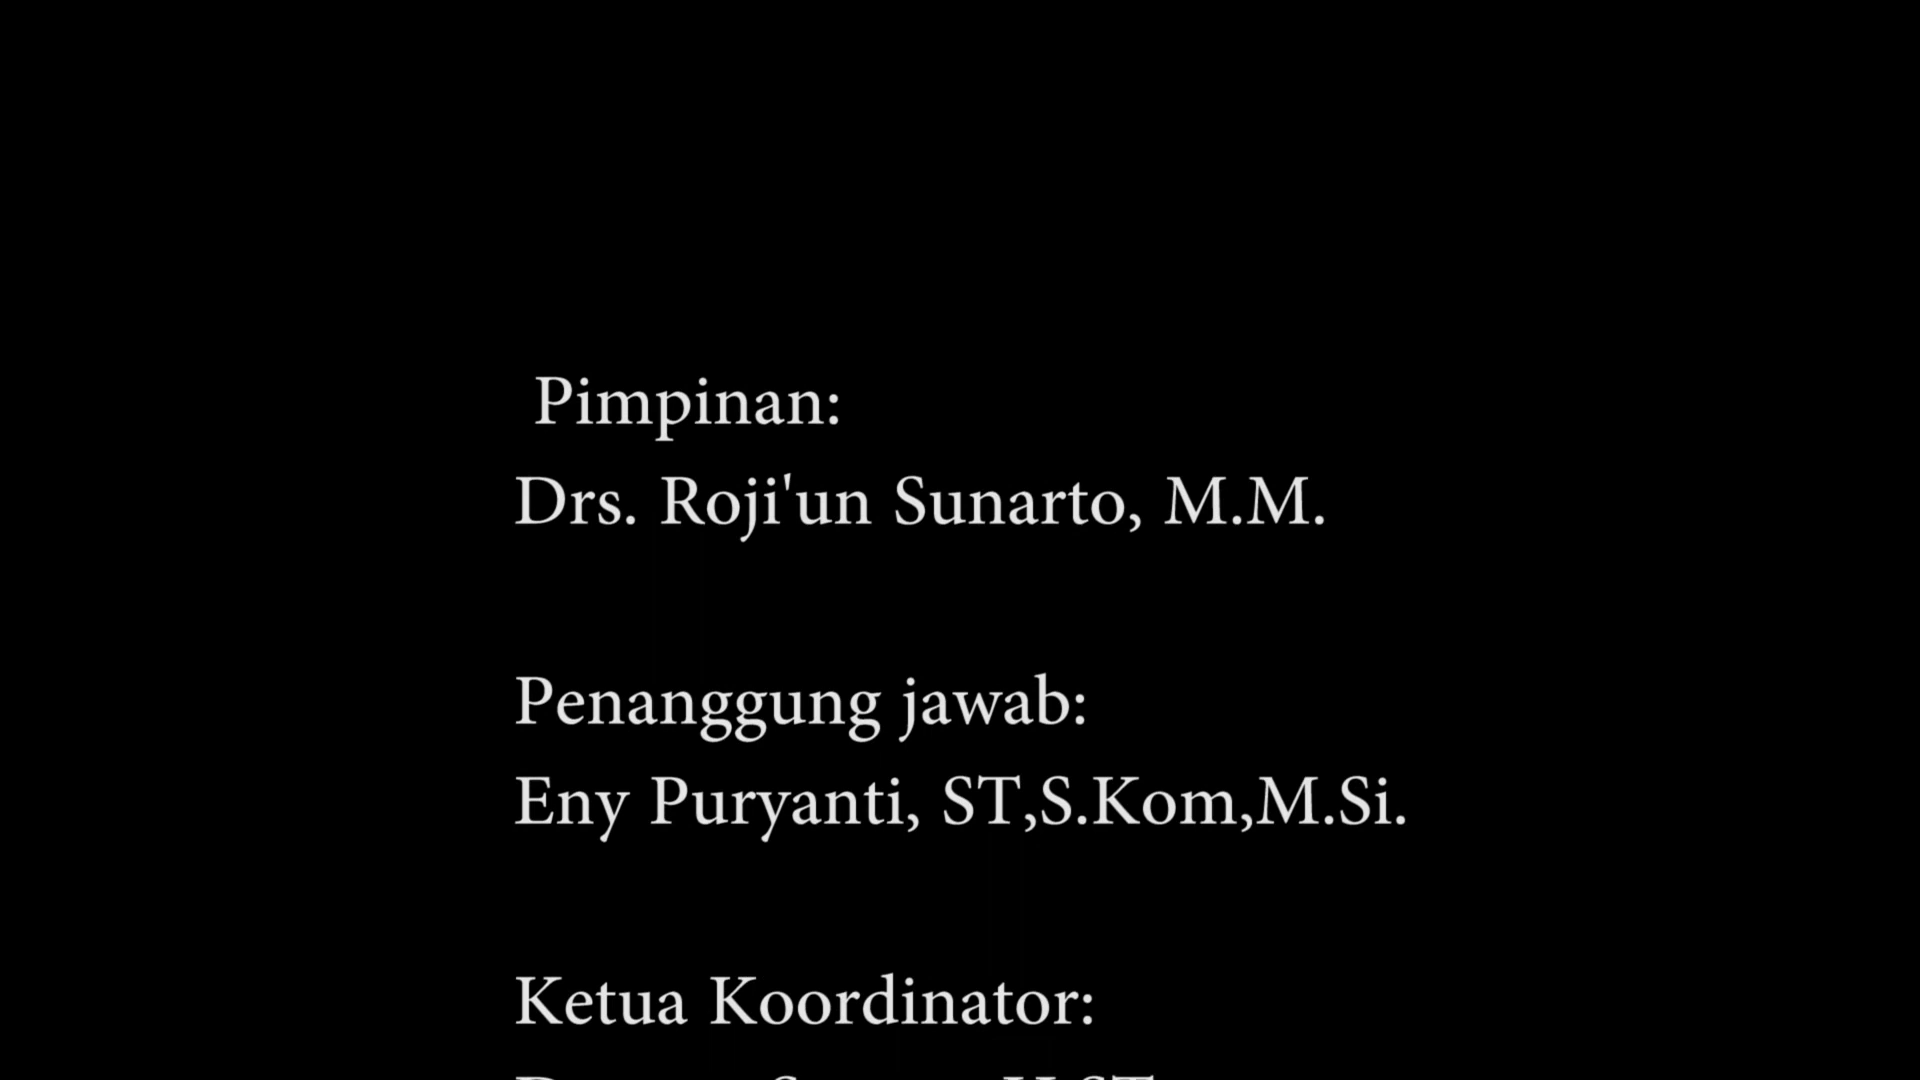 Pimpinan:
Drs. Roji'un Sunarto, M.M.
Penanggung jawab:
Eny Puryanti, ST,S.Kom,M.Si.
Ketua Koordinator: